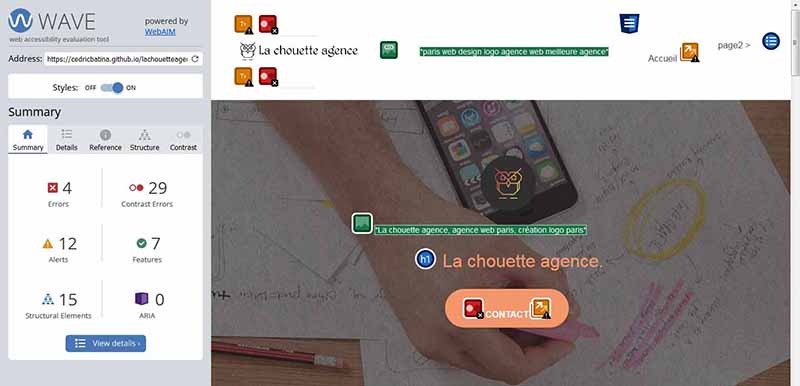 WAVE
powered by
WebAIM
web accessibility evaluation tool
Address: https://cedricbatina.github.io/lachouetteagen
Styles: OFF ON
Summary
Summary Details Reference Structure Contrast
4
Errors
29
Contrast Errors
12
Alerts
7
Features
15
Structural Elements
0
ARIA
View details ›
La chouette agence
*paris web design logo agence web meilleure agence*
Accueil
page2 >
*La chouette agence, agence web paris, création logo paris*
h1 La chouette agence.
CONTACT